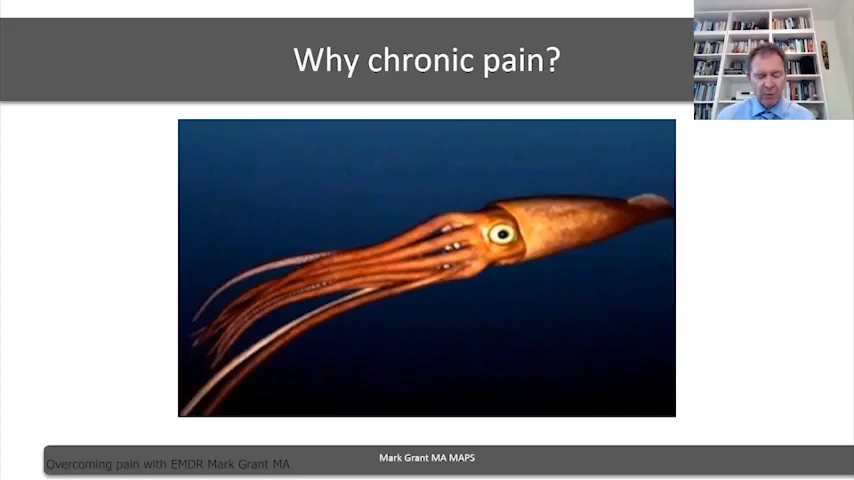 Why chronic pain?
Mark Grant MA MAPS
Overcoming pain with EMDR Mark Grant MA